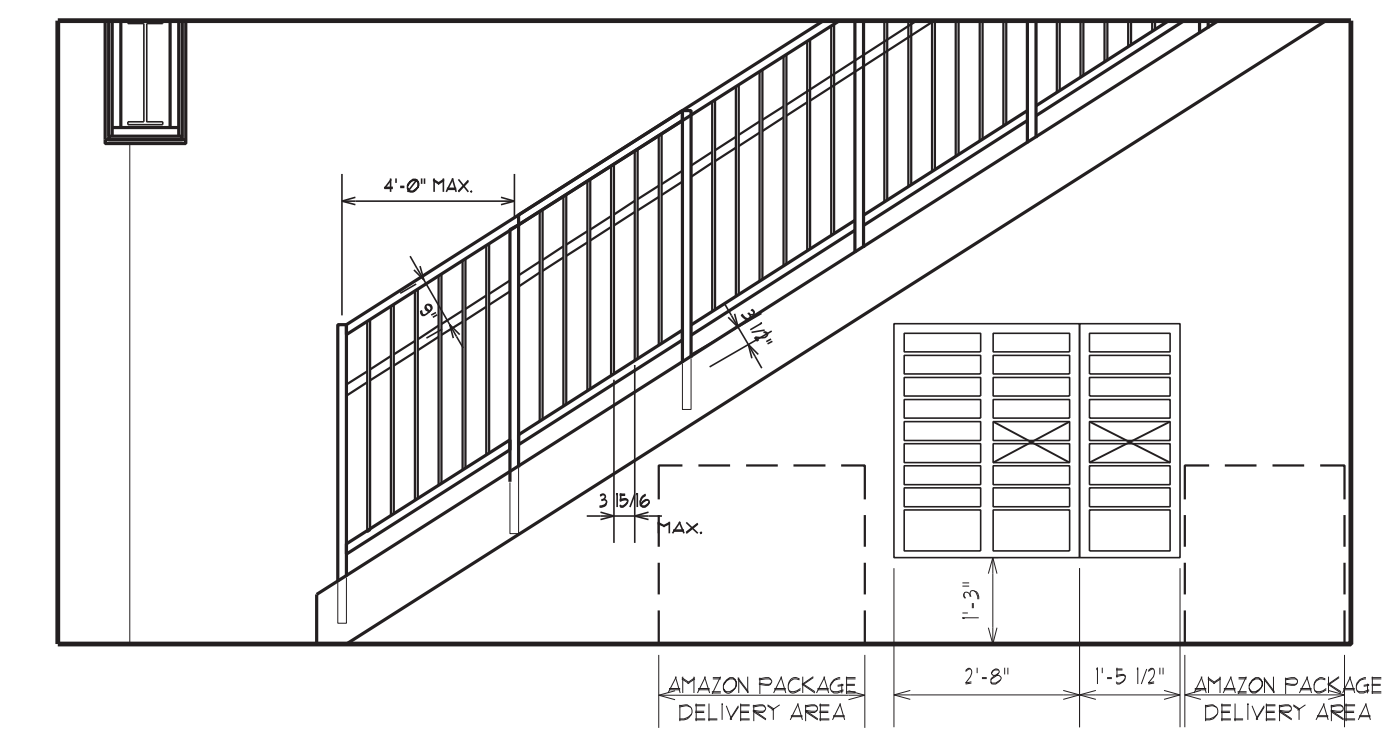 4'-0" MAX.
9"
3 1/2"
3 15/16
MAX.
1'-3"
2'-8"
1'-5 1/2"
AMAZON PACKAGE
DELIVERY AREA
AMAZON PACKAGE
DELIVERY AREA